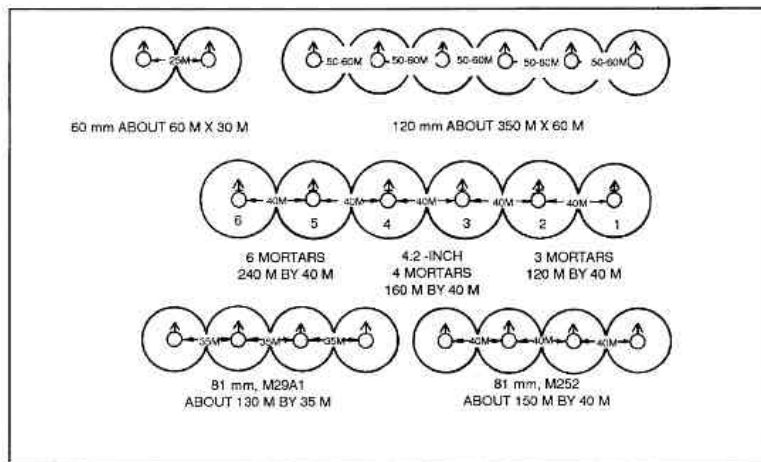 25M
50-60M 50-60M 50-60M 50-60M 50-60M
60 mm ABOUT 60 M X 30 M
120 mm ABOUT 350 M X 60 M
40M 40M 40M 40M 40M
6 5 4 3 2 1
6 MORTARS
240 M BY 40 M
4.2 -INCH
4 MORTARS
160 M BY 40 M
3 MORTARS
120 M BY 40 M
35M 35M 35M
81 mm, M29A1
ABOUT 130 M BY 35 M
40M 40M 40M
81 mm, M252
ABOUT 150 M BY 40 M